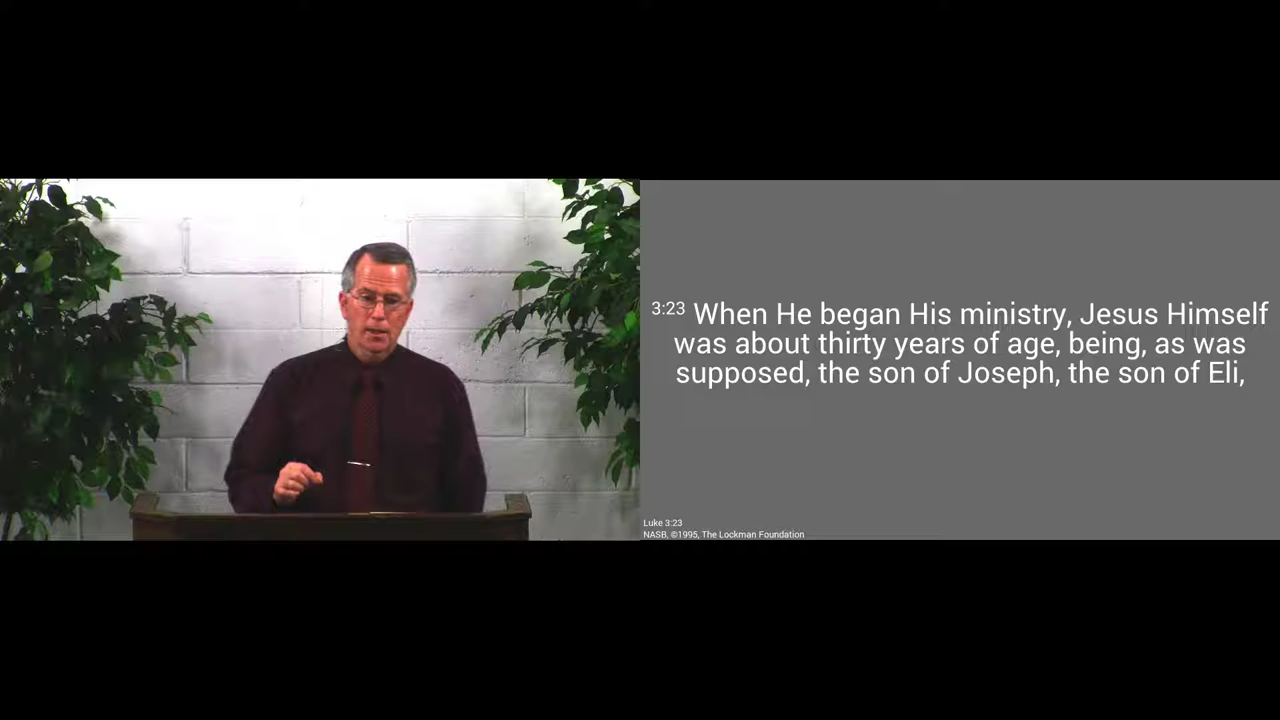 3:23 When He began His ministry, Jesus Himself
was about thirty years of age, being, as was
supposed, the son of Joseph, the son of Eli,
Luke 3:23
NASB, ©1995, The Lockman Foundation